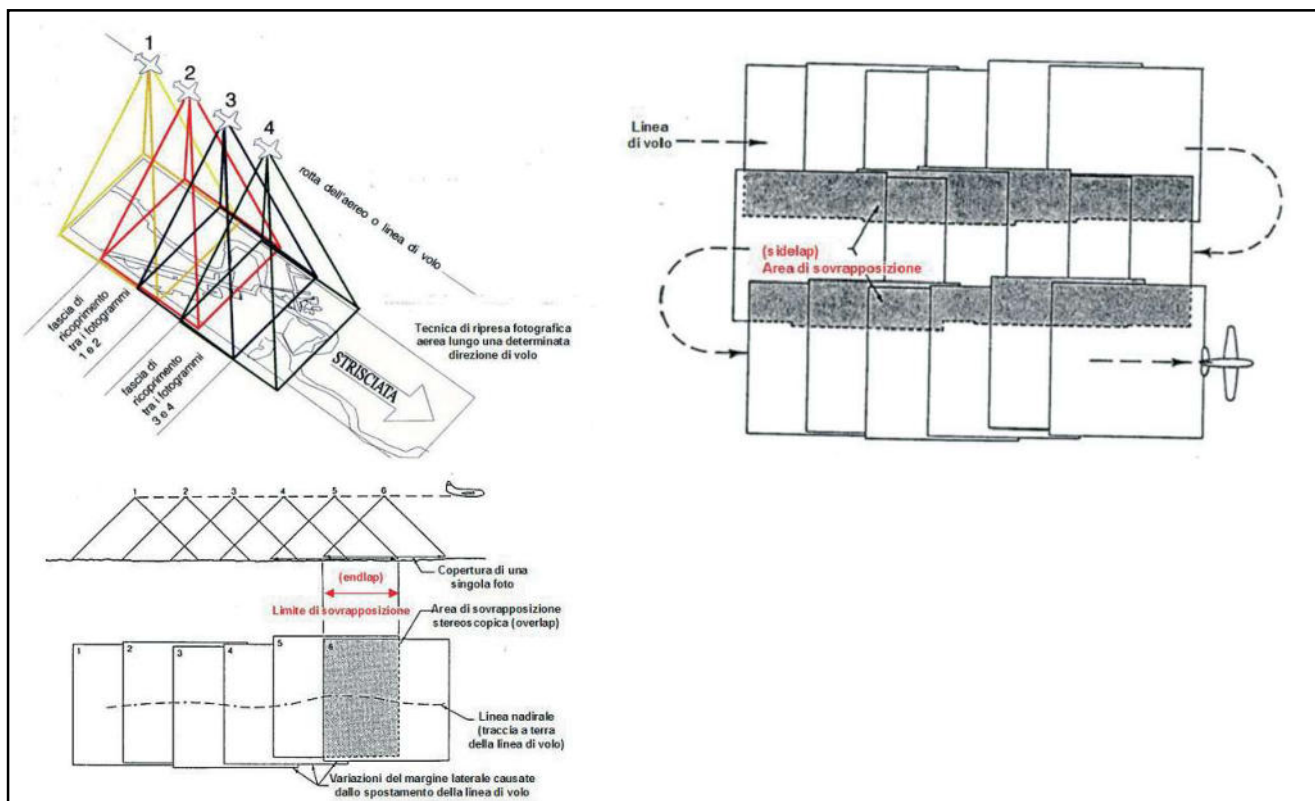 1
2
3
4
rotta dell'aereo o linea
di volo
fascia di
ricoprimento
tra i fotogrammi
1 e 2
fascia di
ricoprimento
tra i fotogrammi
3 e 4
Tecnica di ripresa fotografica
aerea lungo una determinata
direzione di volo
STRISCIATA
Linea
di volo
(sidelap)
Area di sovrapposizione
1 2 3 4 5 6
Copertura di una
singola foto
(endlap)
Limite di sovrapposizione
Area di sovrapposizione
stereoscopica (overlap)
1 2 3 4 5 6
Linea nadirale
(traccia a terra
della linea di volo)
Variazioni del margine laterale causate
dallo spostamento della linea di volo